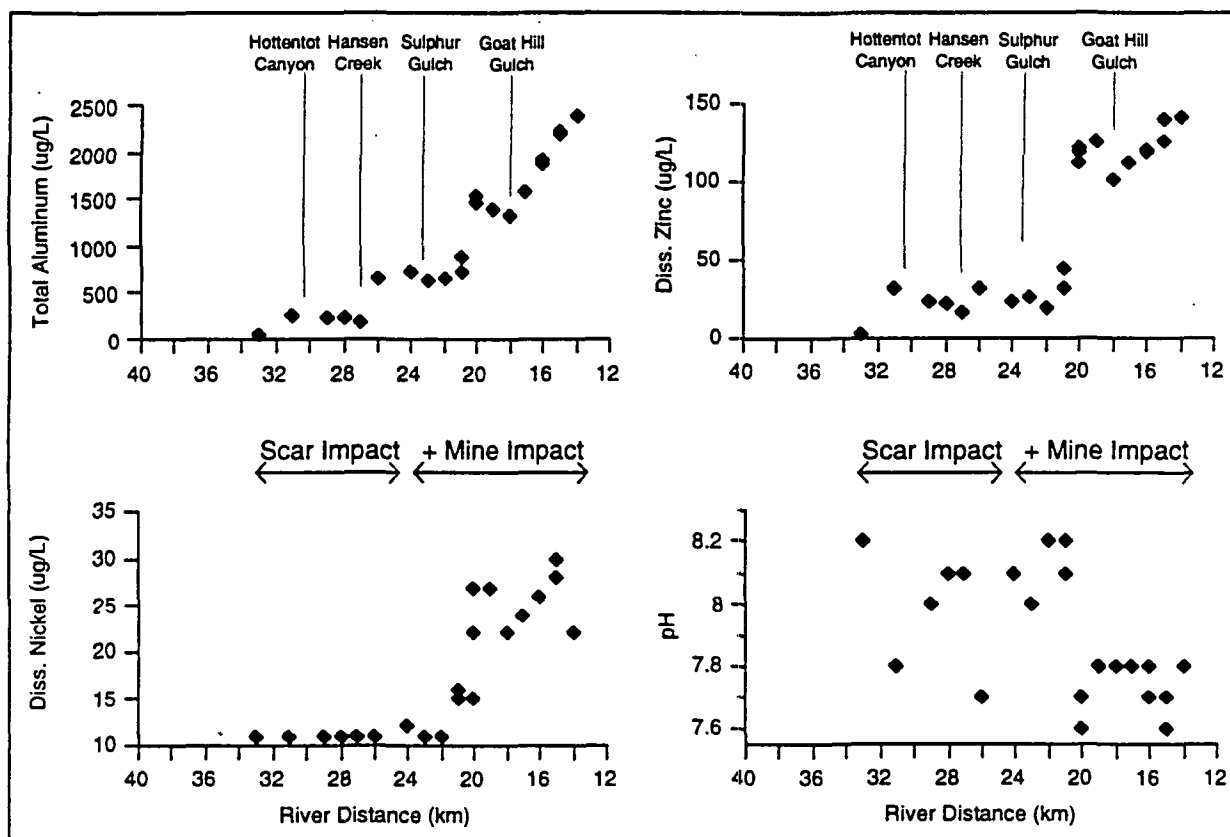 Hottentot Canyon
Hansen Creek
Sulphur Gulch
Goat Hill Gulch
Total Aluminum (ug/L)
2500
2000
1500
1000
500
0
40 36 32 28 24 20 16 12
Hottentot Canyon
Hansen Creek
Sulphur Gulch
Goat Hill Gulch
Diss. Zinc (ug/L)
150
100
50
0
40 36 32 28 24 20 16 12
Scar Impact + Mine Impact
Diss. Nickel (ug/L)
35
30
25
20
15
10
40 36 32 28 24 20 16 12
River Distance (km)
Scar Impact + Mine Impact
pH
8.2
8
7.8
7.6
40 36 32 28 24 20 16 12
River Distance (km)